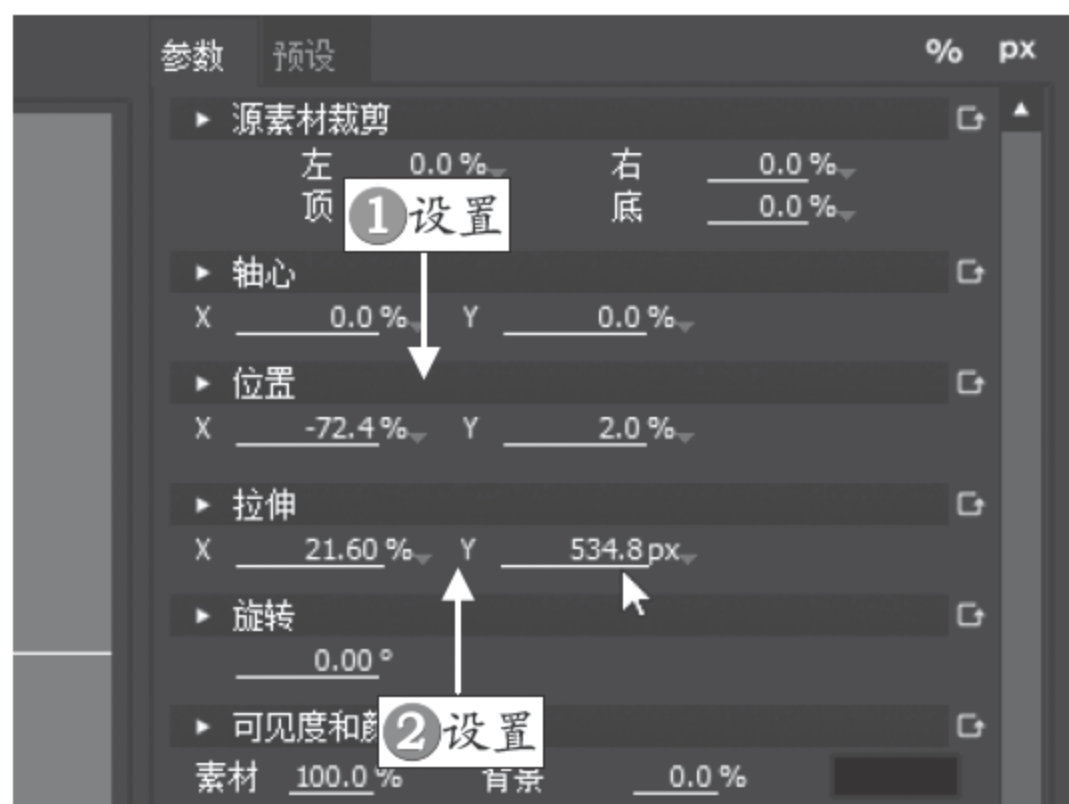 参数 预设 % px
源素材裁剪
左 0.0 % 右 0.0 %
顶 底 0.0 %
1 设置
轴心
X 0.0 % Y 0.0 %
位置
X -72.4 % Y 2.0 %
拉伸
X 21.60 % Y 534.8 px
旋转
0.00 °
可见度和
2 设置
素材 100.0 % 背景 0.0 %